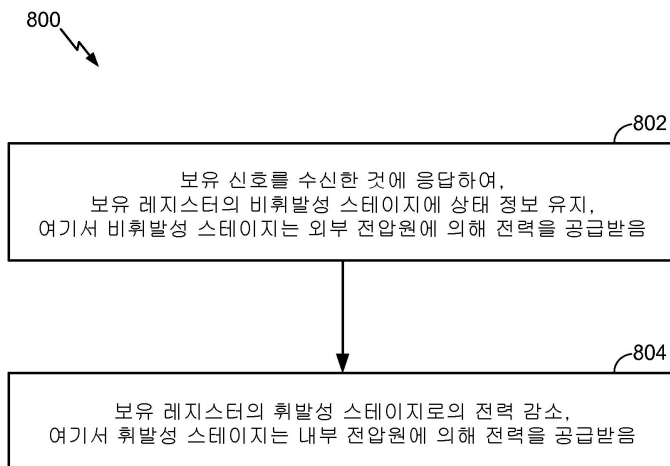 800
802
보유 신호를 수신한 것에 응답하여,
보유 레지스터의 비휘발성 스테이지에 상태 정보 유지,
여기서 비휘발성 스테이지는 외부 전압원에 의해 전력을 공급받음
804
보유 레지스터의 휘발성 스테이지로의 전력 감소,
여기서 휘발성 스테이지는 내부 전압원에 의해 전력을 공급받음